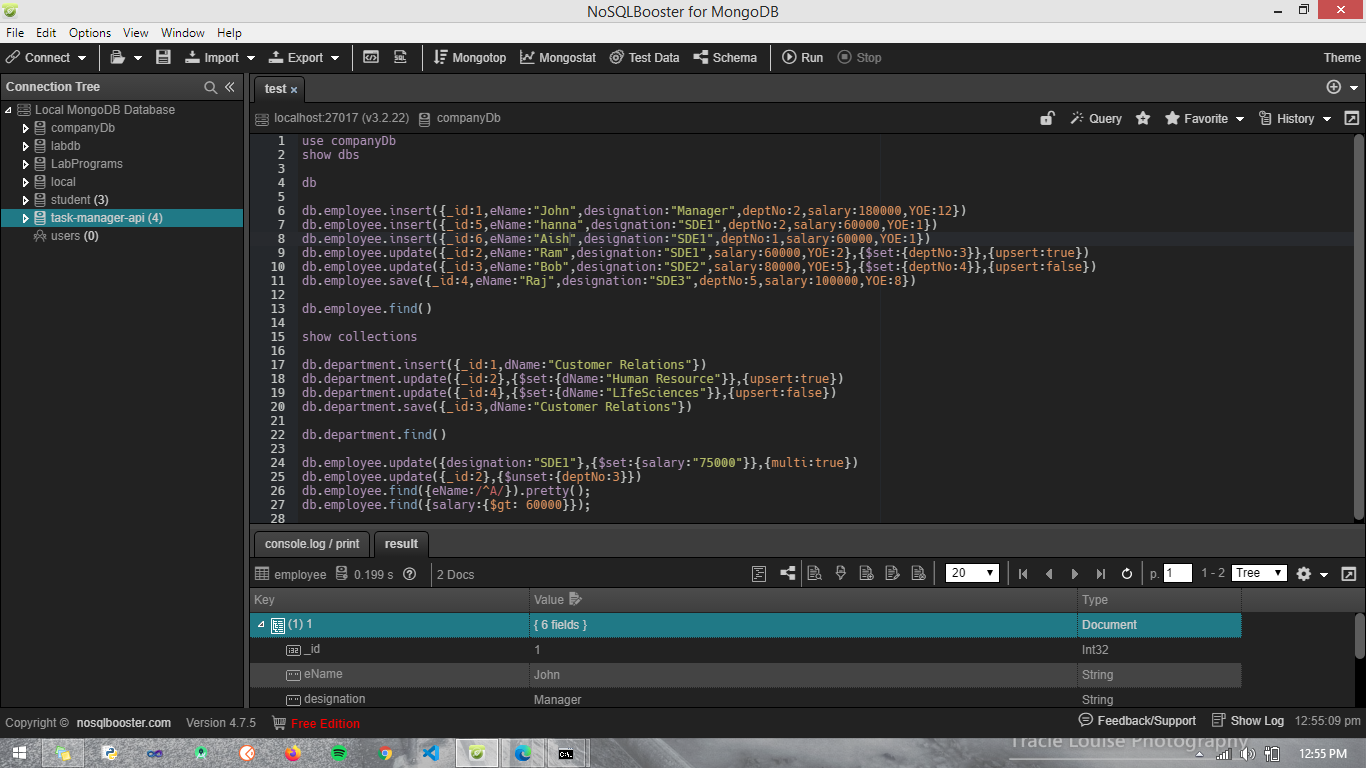 NoSQLBooster for MongoDB
File Edit Options View Window Help
Connect Import Export Mongotop Mongostat Test Data Schema Run Stop Theme
Connection Tree
Local MongoDB Database
companyDb
labdb
LabPrograms
local
student (3)
task-manager-api (4)
users (0)
test ×
localhost:27017 (v3.2.22) companyDb Query Favorite History
1 use companyDb
2 show dbs
3
4 db
5
6 db.employee.insert({_id:1,eName:"John",designation:"Manager",deptNo:2,salary:180000,YOE:12})
7 db.employee.insert({_id:5,eName:"hanna",designation:"SDE1",deptNo:2,salary:60000,YOE:1})
8 db.employee.insert({_id:6,eName:"Aish",designation:"SDE1",deptNo:1,salary:60000,YOE:1})
9 db.employee.update({_id:2,eName:"Ram",designation:"SDE1",salary:60000,YOE:2},{$set:{deptNo:3}},{upsert:true})
10 db.employee.update({_id:3,eName:"Bob",designation:"SDE2",salary:80000,YOE:5},{$set:{deptNo:4}},{upsert:false})
11 db.employee.save({_id:4,eName:"Raj",designation:"SDE3",deptNo:5,salary:100000,YOE:8})
12
13 db.employee.find()
14
15 show collections
16
17 db.department.insert({_id:1,dName:"Customer Relations"})
18 db.department.update({_id:2},{$set:{dName:"Human Resource"}},{upsert:true})
19 db.department.update({_id:4},{$set:{dName:"LIfeSciences"}},{upsert:false})
20 db.department.save({_id:3,dName:"Customer Relations"})
21
22 db.department.find()
23
24 db.employee.update({designation:"SDE1"},{$set:{salary:"75000"}},{multi:true})
25 db.employee.update({_id:2},{$unset:{deptNo:3}})
26 db.employee.find({eName:/^A/}).pretty();
27 db.employee.find({salary:{$gt: 60000}});
28
console.log / print result
employee 0.199 s 2 Docs 20 p. 1 1 - 2 Tree
Key Value Type
(1) 1 { 6 fields } Document
_id 1 Int32
eName John String
designation Manager String
Copyright © nosqlbooster.com Version 4.7.5 Free Edition Feedback/Support Show Log 12:55:09 pm
Tracie Louise Photography
12:55 PM